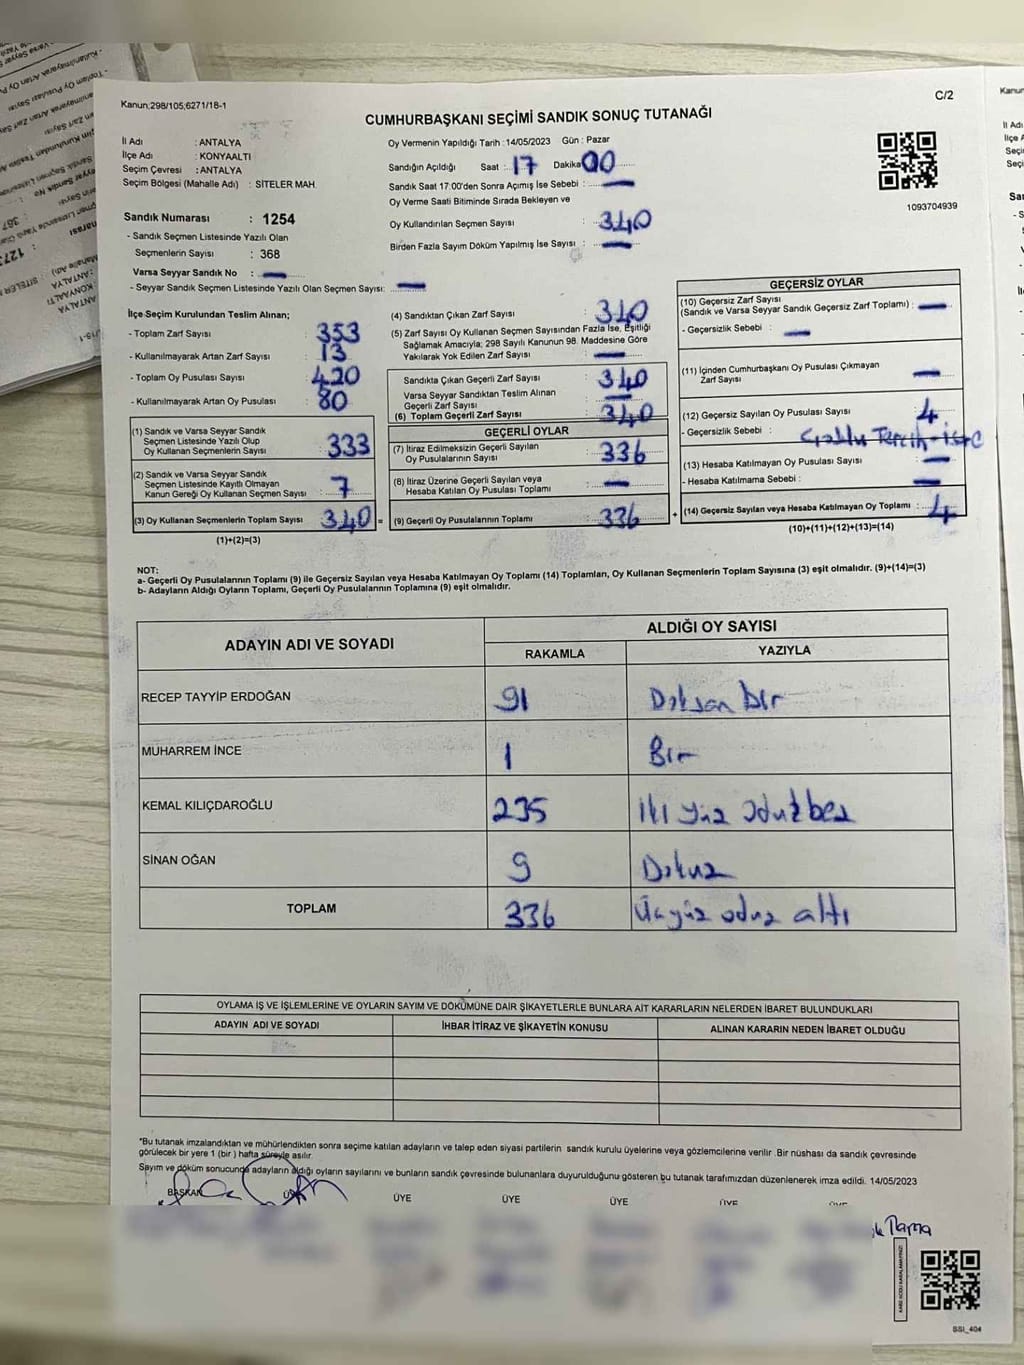 Kanun;298/105;6271/18-1
C/2
CUMHURBAŞKANI SEÇİMİ SANDIK SONUÇ TUTANAĞI
İl Adı : ANTALYA
İlçe Adı : KONYAALTI
Seçim Çevresi : ANTALYA
Seçim Bölgesi (Mahalle Adı) : SİTELER MAH.
Oy Vermenin Yapıldığı Tarih : 14/05/2023 Gün : Pazar
Sandığın Açıldığı Saat : 17 Dakika 00
Sandık Saat 17:00'den Sonra Açımış İse Sebebi : —
Oy Verme Saati Bitiminde Sırada Bekleyen ve
Oy Kullandırılan Seçmen Sayısı : 340
Birden Fazla Sayım Döküm Yapılmış İse Sayısı : —
1093704939
Sandık Numarası : 1254
- Sandık Seçmen Listesinde Yazılı Olan
Seçmenlerin Sayısı : 368
Varsa Seyyar Sandık No : —
- Seyyar Sandık Seçmen Listesinde Yazılı Olan Seçmen Sayısı: —
İlçe Seçim Kurulundan Teslim Alınan;
- Toplam Zarf Sayısı : 353
- Kullanılmayarak Artan Zarf Sayısı : 13
- Toplam Oy Pusulası Sayısı : 420
- Kullanılmayarak Artan Oy Pusulası : 80
(1) Sandık ve Varsa Seyyar Sandık
Seçmen Listesinde Yazılı Olup
Oy Kullanan Seçmenlerin Sayısı : 333
(2) Sandık ve Varsa Seyyar Sandık
Seçmen Listesinde Kayıtlı Olmayan
Kanun Gereği Oy Kullanan Seçmen Sayısı : 7
(3) Oy Kullanan Seçmenlerin Toplam Sayısı : 340 =
(1)+(2)=(3)
(4) Sandıktan Çıkan Zarf Sayısı : 340
(5) Zarf Sayısı Oy Kullanan Seçmen Sayısından Fazla İse, Eşitliği
Sağlamak Amacıyla; 298 Sayılı Kanunun 98. Maddesine Göre
Yakılarak Yok Edilen Zarf Sayısı : —
Sandıkta Çıkan Geçerli Zarf Sayısı : 340
Varsa Seyyar Sandıktan Teslim Alınan
Geçerli Zarf Sayısı : —
(6) Toplam Geçerli Zarf Sayısı : 340
GEÇERLİ OYLAR
(7) İtiraz Edilmeksizin Geçerli Sayılan
Oy Pusulalarının Sayısı : 336
(8) İtiraz Üzerine Geçerli Sayılan veya
Hesaba Katılan Oy Pusulası Toplamı : —
(9) Geçerli Oy Pusulalarının Toplamı : 336 +
GEÇERSİZ OYLAR
(10) Geçersiz Zarf Sayısı
(Sandık ve Varsa Seyyar Sandık Geçersiz Zarf Toplamı) : —
- Geçersizlik Sebebi : —
(11) İçinden Cumhurbaşkanı Oy Pusulası Çıkmayan
Zarf Sayısı : —
(12) Geçersiz Sayılan Oy Pusulası Sayısı : 4
- Geçersizlik Sebebi : Çoklu Tercih
(13) Hesaba Katılmayan Oy Pusulası Sayısı : —
- Hesaba Katılmama Sebebi : —
(14) Geçersiz Sayılan veya Hesaba Katılmayan Oy Toplamı : 4
(10)+(11)+(12)+(13)=(14)
NOT:
a- Geçerli Oy Pusulalarının Toplamı (9) ile Geçersiz Sayılan veya Hesaba Katılmayan Oy Toplamı (14) Toplamları, Oy Kullanan Seçmenlerin Toplam Sayısına (3) eşit olmalıdır. (9)+(14)=(3)
b- Adayların Aldığı Oyların Toplamı, Geçerli Oy Pusulalarının Toplamına (9) eşit olmalıdır.
ADAYIN ADI VE SOYADI
ALDIĞI OY SAYISI
RAKAMLA YAZIYLA
RECEP TAYYİP ERDOĞAN 91 Doksan bir
MUHARREM İNCE 1 Bir
KEMAL KILIÇDAROĞLU 235 İki yüz otuzbeş
SİNAN OĞAN 9 Dokuz
TOPLAM 336 Üçyüz otuz altı
OYLAMA İŞ VE İŞLEMLERİNE VE OYLARIN SAYIM VE DÖKÜMÜNE DAİR ŞİKAYETLERLE BUNLARA AİT KARARLARIN NELERDEN İBARET BULUNDUKLARI
ADAYIN ADI VE SOYADI İHBAR İTİRAZ VE ŞİKAYETİN KONUSU ALINAN KARARIN NEDEN İBARET OLDUĞU
*Bu tutanak imzalandıktan ve mühürlendikten sonra seçime katılan adayların ve talep eden siyasi partilerin sandık kurulu üyelerine veya gözlemcilerine verilir .Bir nüshası da sandık çevresinde
görülecek bir yere 1 (bir ) hafta süreyle asılır.
Sayım ve döküm sonucunda adayların aldığı oyların sayılarını ve bunların sandık çevresinde bulunanlara duyurulduğunu gösteren bu tutanak tarafımızdan düzenlenerek imza edildi. 14/05/2023
BAŞKAN ÜYE ÜYE ÜYE ÜYE ÜYE ÜYE
SSI_404